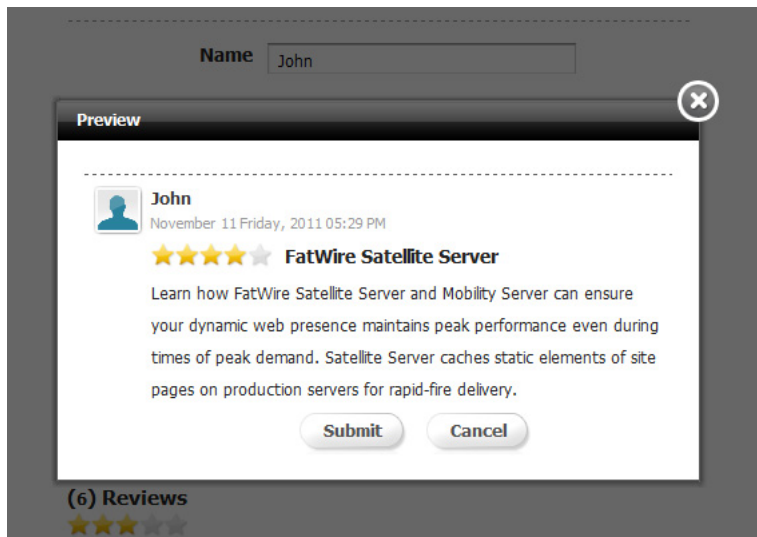 Name John
Preview
John
November 11 Friday, 2011 05:29 PM
FatWire Satellite Server
Learn how FatWire Satellite Server and Mobility Server can ensure
your dynamic web presence maintains peak performance even during
times of peak demand. Satellite Server caches static elements of site
pages on production servers for rapid-fire delivery.
Submit Cancel
(6) Reviews